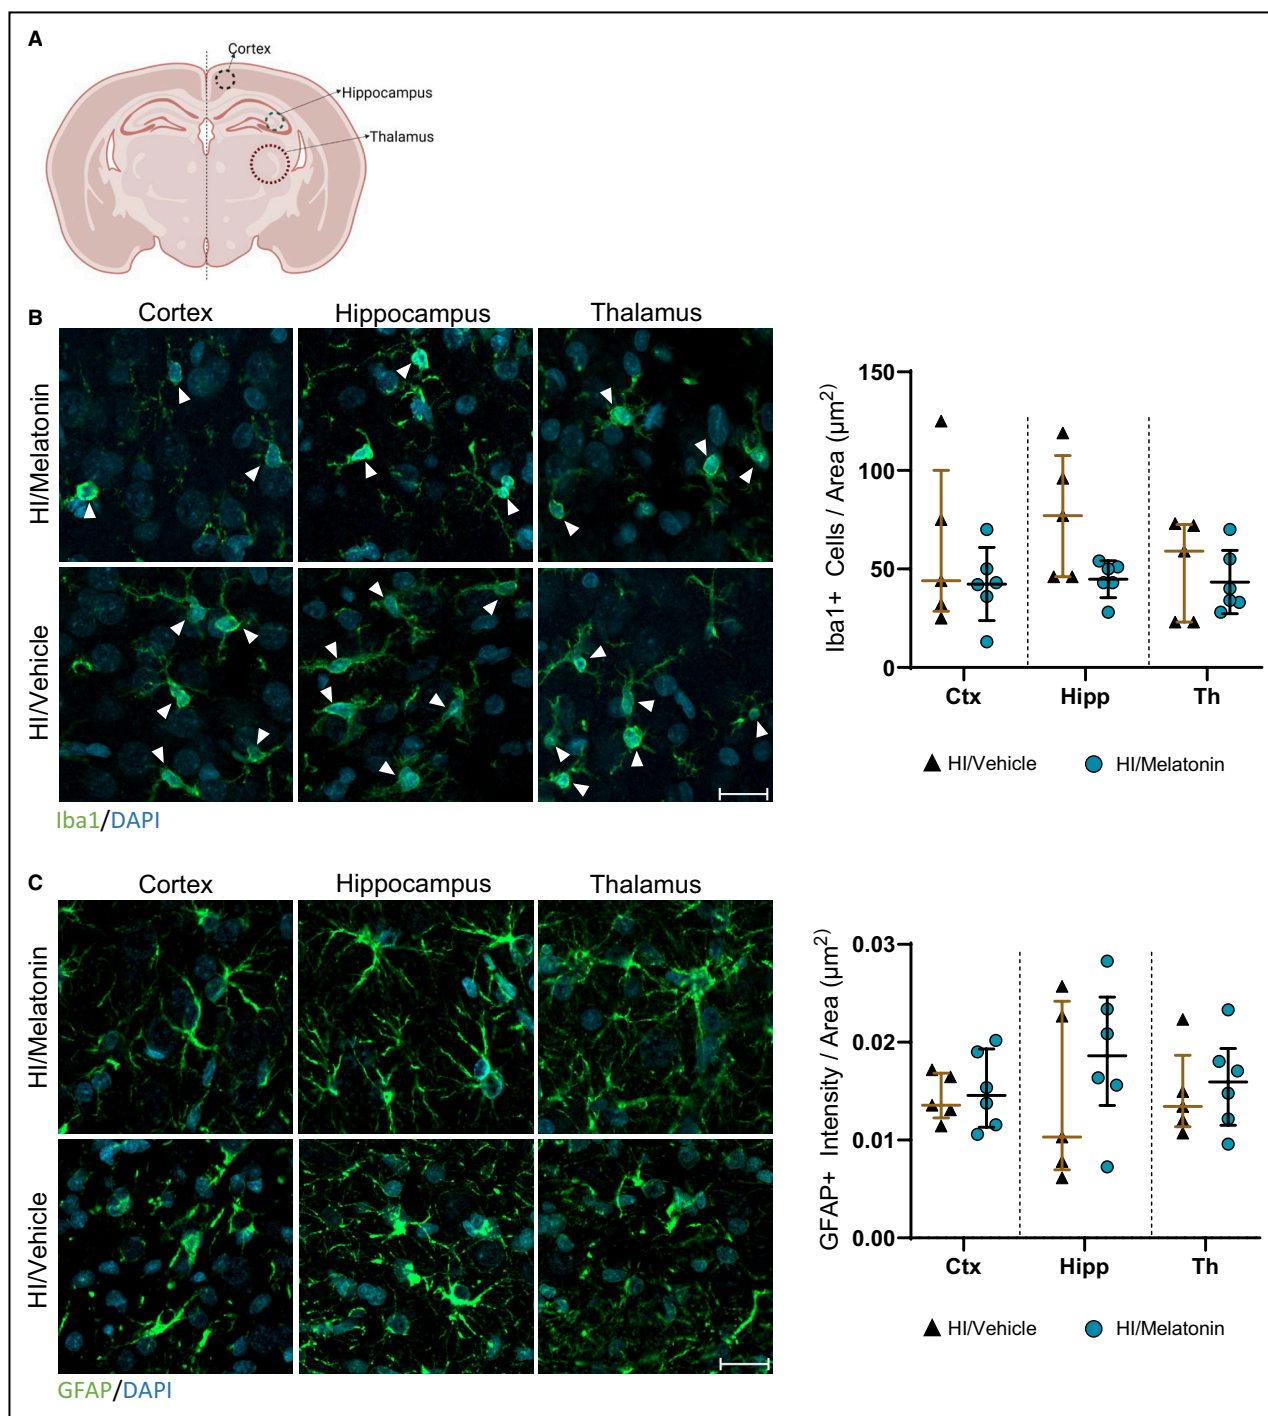 A
Cortex
Hippocampus
Thalamus
B
Cortex Hippocampus Thalamus
HI/Melatonin
HI/Vehicle
Iba1/DAPI
Iba1+ Cells / Area (µm²)
150
100
50
0
Ctx Hipp Th
HI/Vehicle HI/Melatonin
C
Cortex Hippocampus Thalamus
HI/Melatonin
HI/Vehicle
GFAP/DAPI
GFAP+ Intensity / Area (µm²)
0.03
0.02
0.01
0.00
Ctx Hipp Th
HI/Vehicle HI/Melatonin